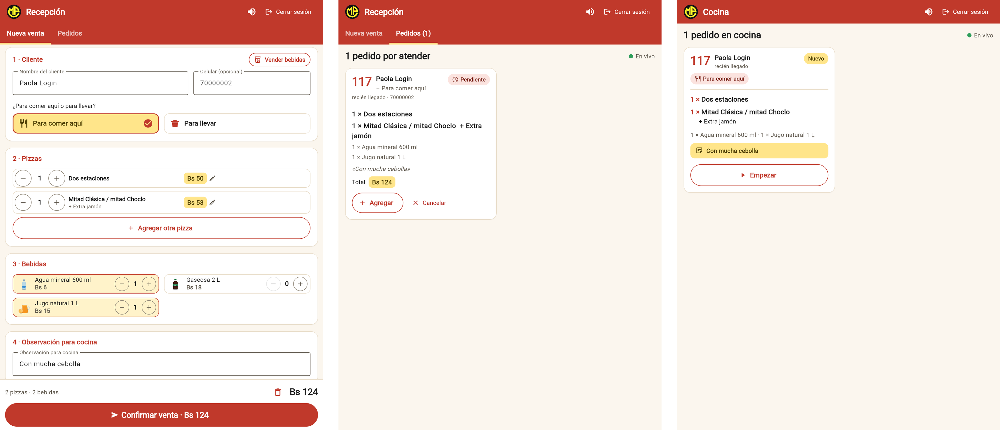 MP Recepción
Cerrar sesión
Nueva venta
Pedidos
1 · Cliente
Vender bebidas
Nombre del cliente
Paola Login
Celular (opcional)
70000002
¿Para comer aquí o para llevar?
Para comer aquí
Para llevar
2 · Pizzas
1
Dos estaciones
Bs 50
1
Mitad Clásica / mitad Choclo
+ Extra jamón
Bs 53
Agregar otra pizza
3 · Bebidas
Agua mineral 600 ml
Bs 6
1
Gaseosa 2 L
Bs 18
0
Jugo natural 1 L
Bs 15
1
4 · Observación para cocina
Observación para cocina
Con mucha cebolla
2 pizzas · 2 bebidas
Bs 124
Confirmar venta · Bs 124
MP Recepción
Cerrar sesión
Nueva venta
Pedidos (1)
1 pedido por atender
En vivo
117
Paola Login
– Para comer aquí
Pendiente
recién llegado · 70000002
1 × Dos estaciones
1 × Mitad Clásica / mitad Choclo + Extra
jamón
1 × Agua mineral 600 ml
1 × Jugo natural 1 L
«Con mucha cebolla»
Total Bs 124
Agregar
Cancelar
MP Cocina
Cerrar sesión
1 pedido en cocina
En vivo
117
Paola Login
recién llegado
Nuevo
Para comer aquí
1 × Dos estaciones
1 × Mitad Clásica / mitad Choclo
+ Extra jamón
1 × Agua mineral 600 ml · 1 × Jugo natural 1 L
Con mucha cebolla
Empezar